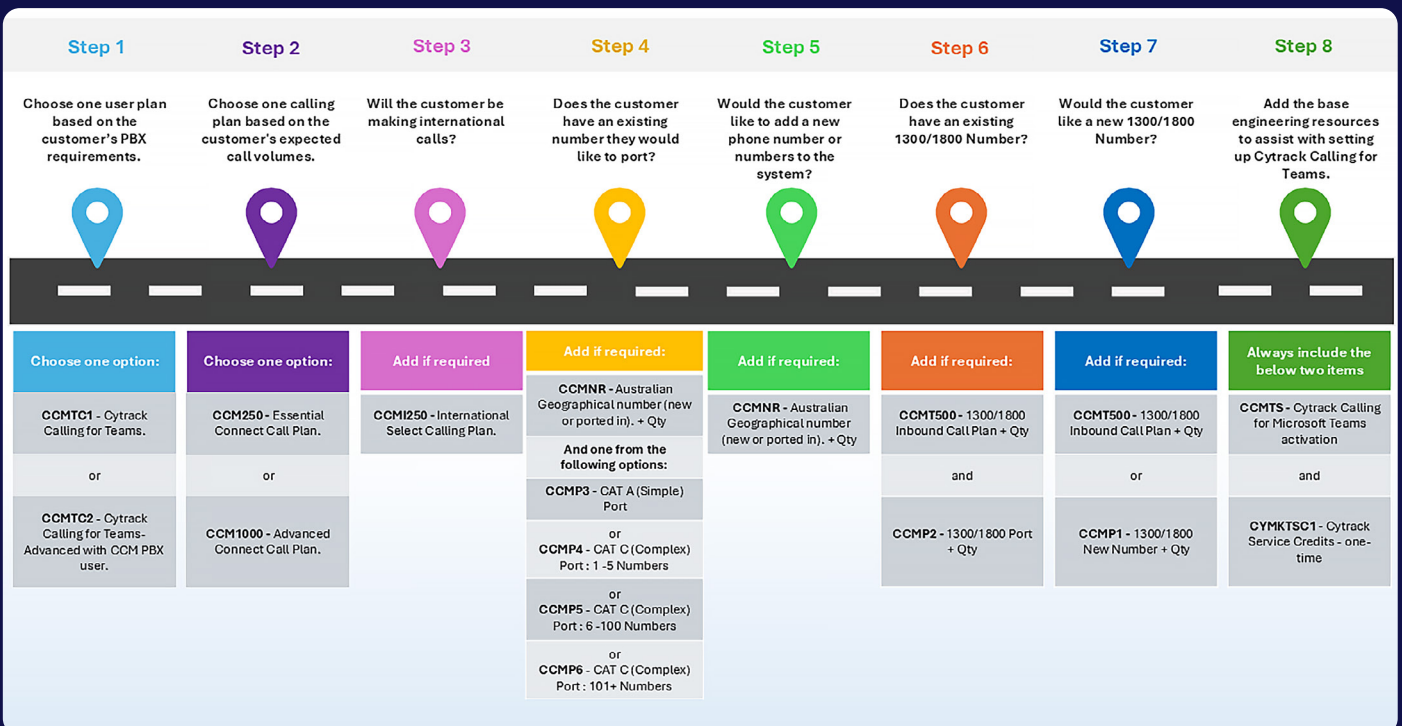 Step 1
Step 2
Step 3
Step 4
Step 5
Step 6
Step 7
Step 8
Choose one user plan
based on the
customer's PBX
requirements.
Choose one calling
plan based on the
customer's expected
call volumes.
Will the customer be
making international
calls?
Does the customer
have an existing
number they would
like to port?
Would the customer
like to add a new
phone number or
numbers to the
system?
Does the customer
have an existing
1300/1800 Number?
Would the customer
like a new 1300/1800
Number?
Add the base
engineering resources
to assist with setting
up Cytrack Calling for
Teams.
Choose one option:
CCMTC1 - Cytrack
Calling for Teams.
or
CCMTC2 - Cytrack
Calling for Teams-
Advanced with CCM PBX
user.
Choose one option:
CCM250 - Essential
Connect Call Plan.
or
CCM1000 - Advanced
Connect Call Plan.
Add if required
CCMI250 - International
Select Calling Plan.
Add if required:
CCMNR - Australian
Geographical number (new
or ported in). + Qty
And one from the
following options:
CCMP3 - CAT A (Simple)
Port
or
CCMP4 - CAT C (Complex)
Port : 1 -5 Numbers
or
CCMP5 - CAT C (Complex)
Port : 6 -100 Numbers
or
CCMP6 - CAT C (Complex)
Port : 101+ Numbers
Add if required:
CCMNR - Australian
Geographical number
(new or ported in). + Qty
Add if required:
CCMT500 - 1300/1800
Inbound Call Plan + Qty
and
CCMP2 - 1300/1800 Port
+ Qty
Add if required:
CCMT500 - 1300/1800
Inbound Call Plan + Qty
or
CCMP1 - 1300/1800
New Number + Qty
Always include the
below two items
CCMTS - Cytrack Calling
for Microsoft Teams
activation
and
CYMKTSC1 - Cytrack
Service Credits - one-
time